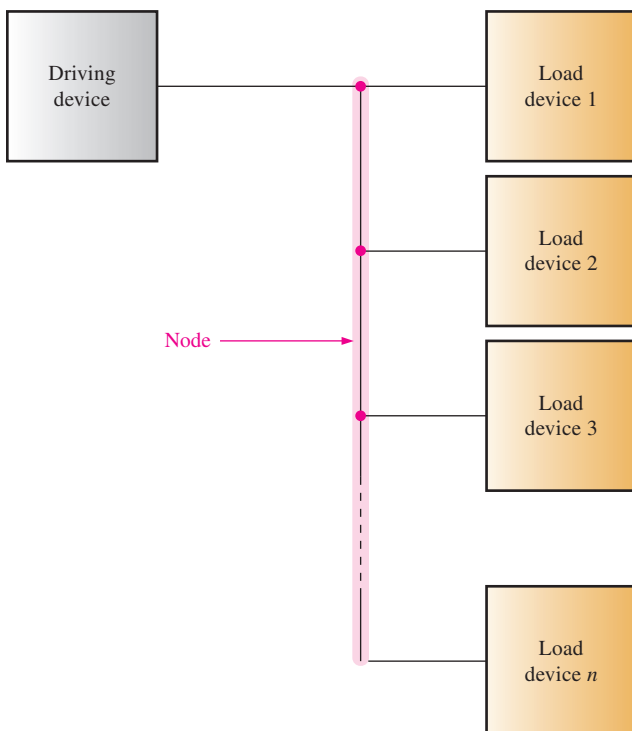 Driving
device
Load
device 1
Load
device 2
Node
Load
device 3
Load
device n